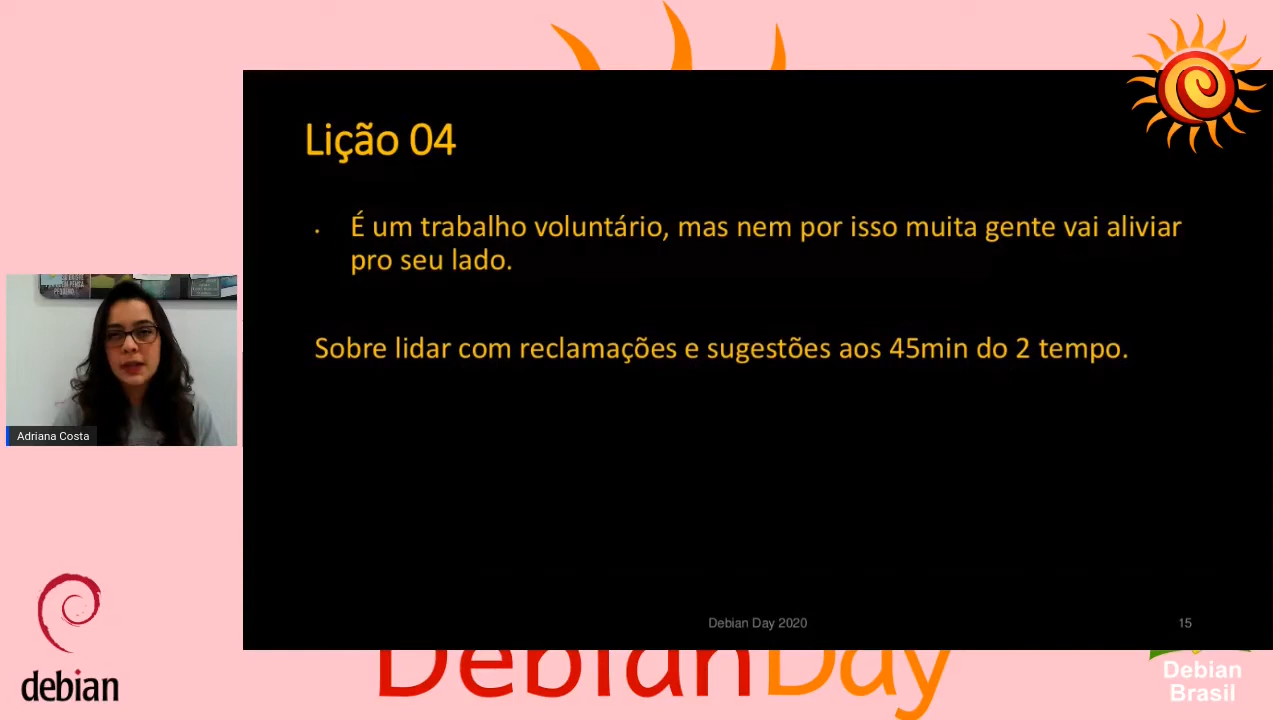 Lição 04
• É um trabalho voluntário, mas nem por isso muita gente vai aliviar
pro seu lado.
Sobre lidar com reclamações e sugestões aos 45min do 2 tempo.
Adriana Costa
Debian Day 2020
15
debian
DebianDay
Debian
Brasil